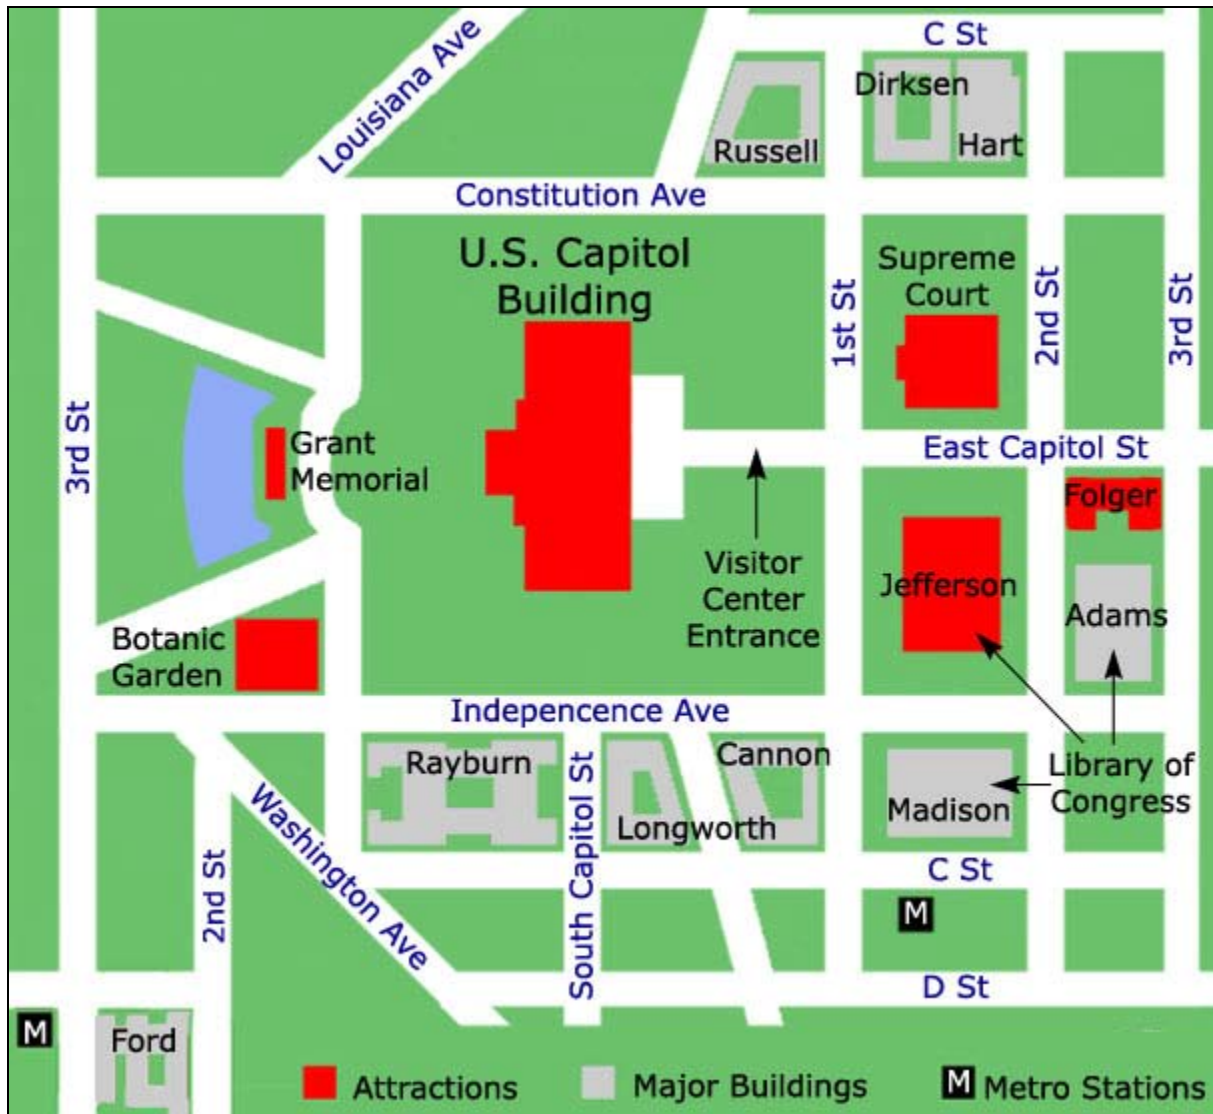 Louisiana Ave
C St
Dirksen
Russell
Hart
Constitution Ave
U.S. Capitol
Building
Supreme
Court
1st St
2nd St
3rd St
3rd St
Grant
Memorial
East Capitol St
Folger
Visitor
Center
Entrance
Jefferson
Adams
Botanic
Garden
Indepencence Ave
Rayburn
Cannon
Library of
Congress
Longworth
Madison
Washington Ave
South Capitol St
2nd St
C St
M
D St
M
Ford
Attractions
Major Buildings
M Metro Stations